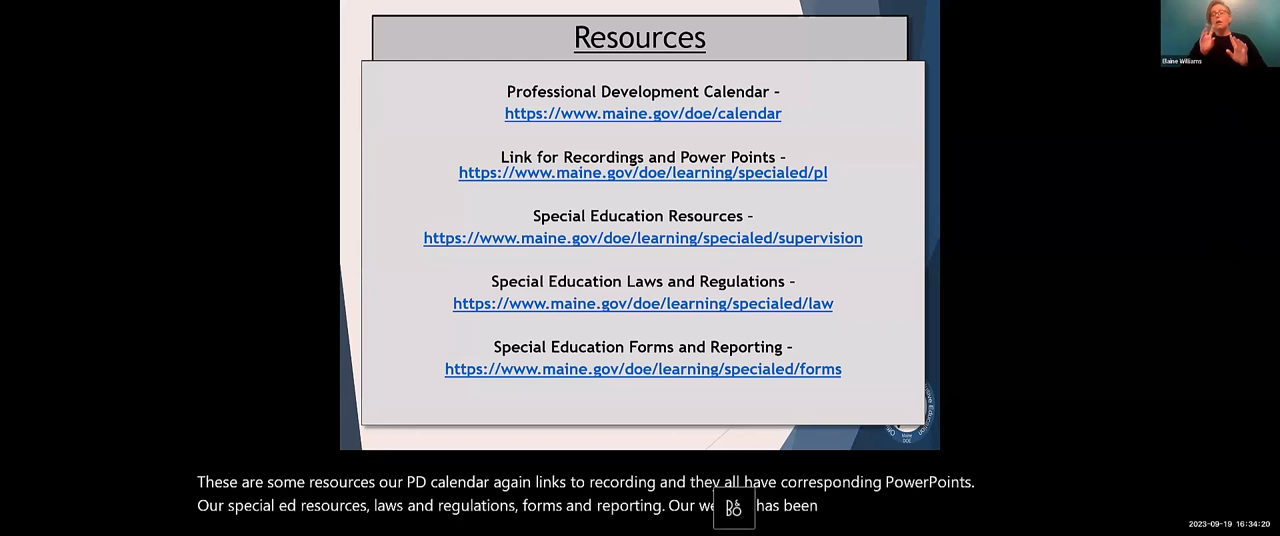 Resources
Professional Development Calendar –
https://www.maine.gov/doe/calendar
Link for Recordings and Power Points –
https://www.maine.gov/doe/learning/specialed/pl
Special Education Resources –
https://www.maine.gov/doe/learning/specialed/supervision
Special Education Laws and Regulations –
https://www.maine.gov/doe/learning/specialed/law
Special Education Forms and Reporting –
https://www.maine.gov/doe/learning/specialed/forms
Maine
DOE
Elaine Williams
These are some resources our PD calendar again links to recording and they all have corresponding PowerPoints.
Our special ed resources, laws and regulations, forms and reporting. Our has been
B&O
2023-09-19 16:34:20